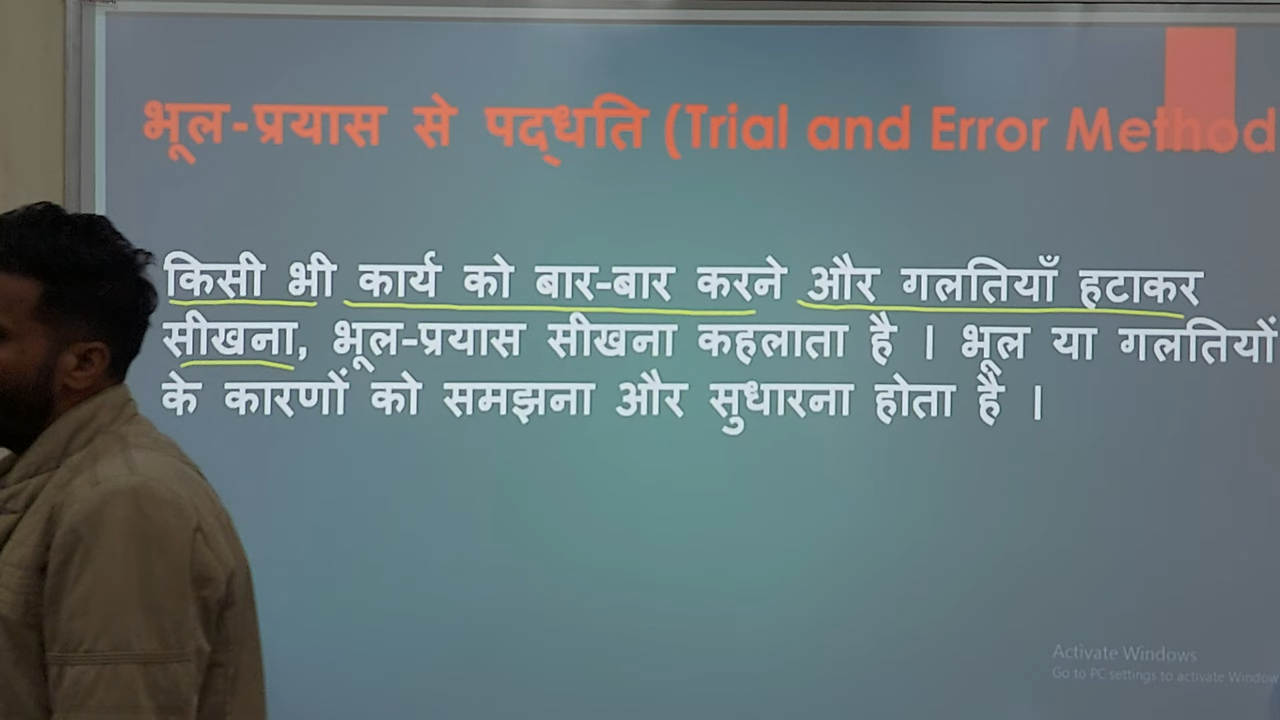 भूल-प्रयास से पद्धति (Trial and Error Method
किसी भी कार्य को बार-बार करने और गलतियाँ हटाकर
सीखना, भूल-प्रयास सीखना कहलाता है । भूल या गलतियों
के कारणों को समझना और सुधारना होता है ।
Activate Windows
Go to PC settings to activate Window